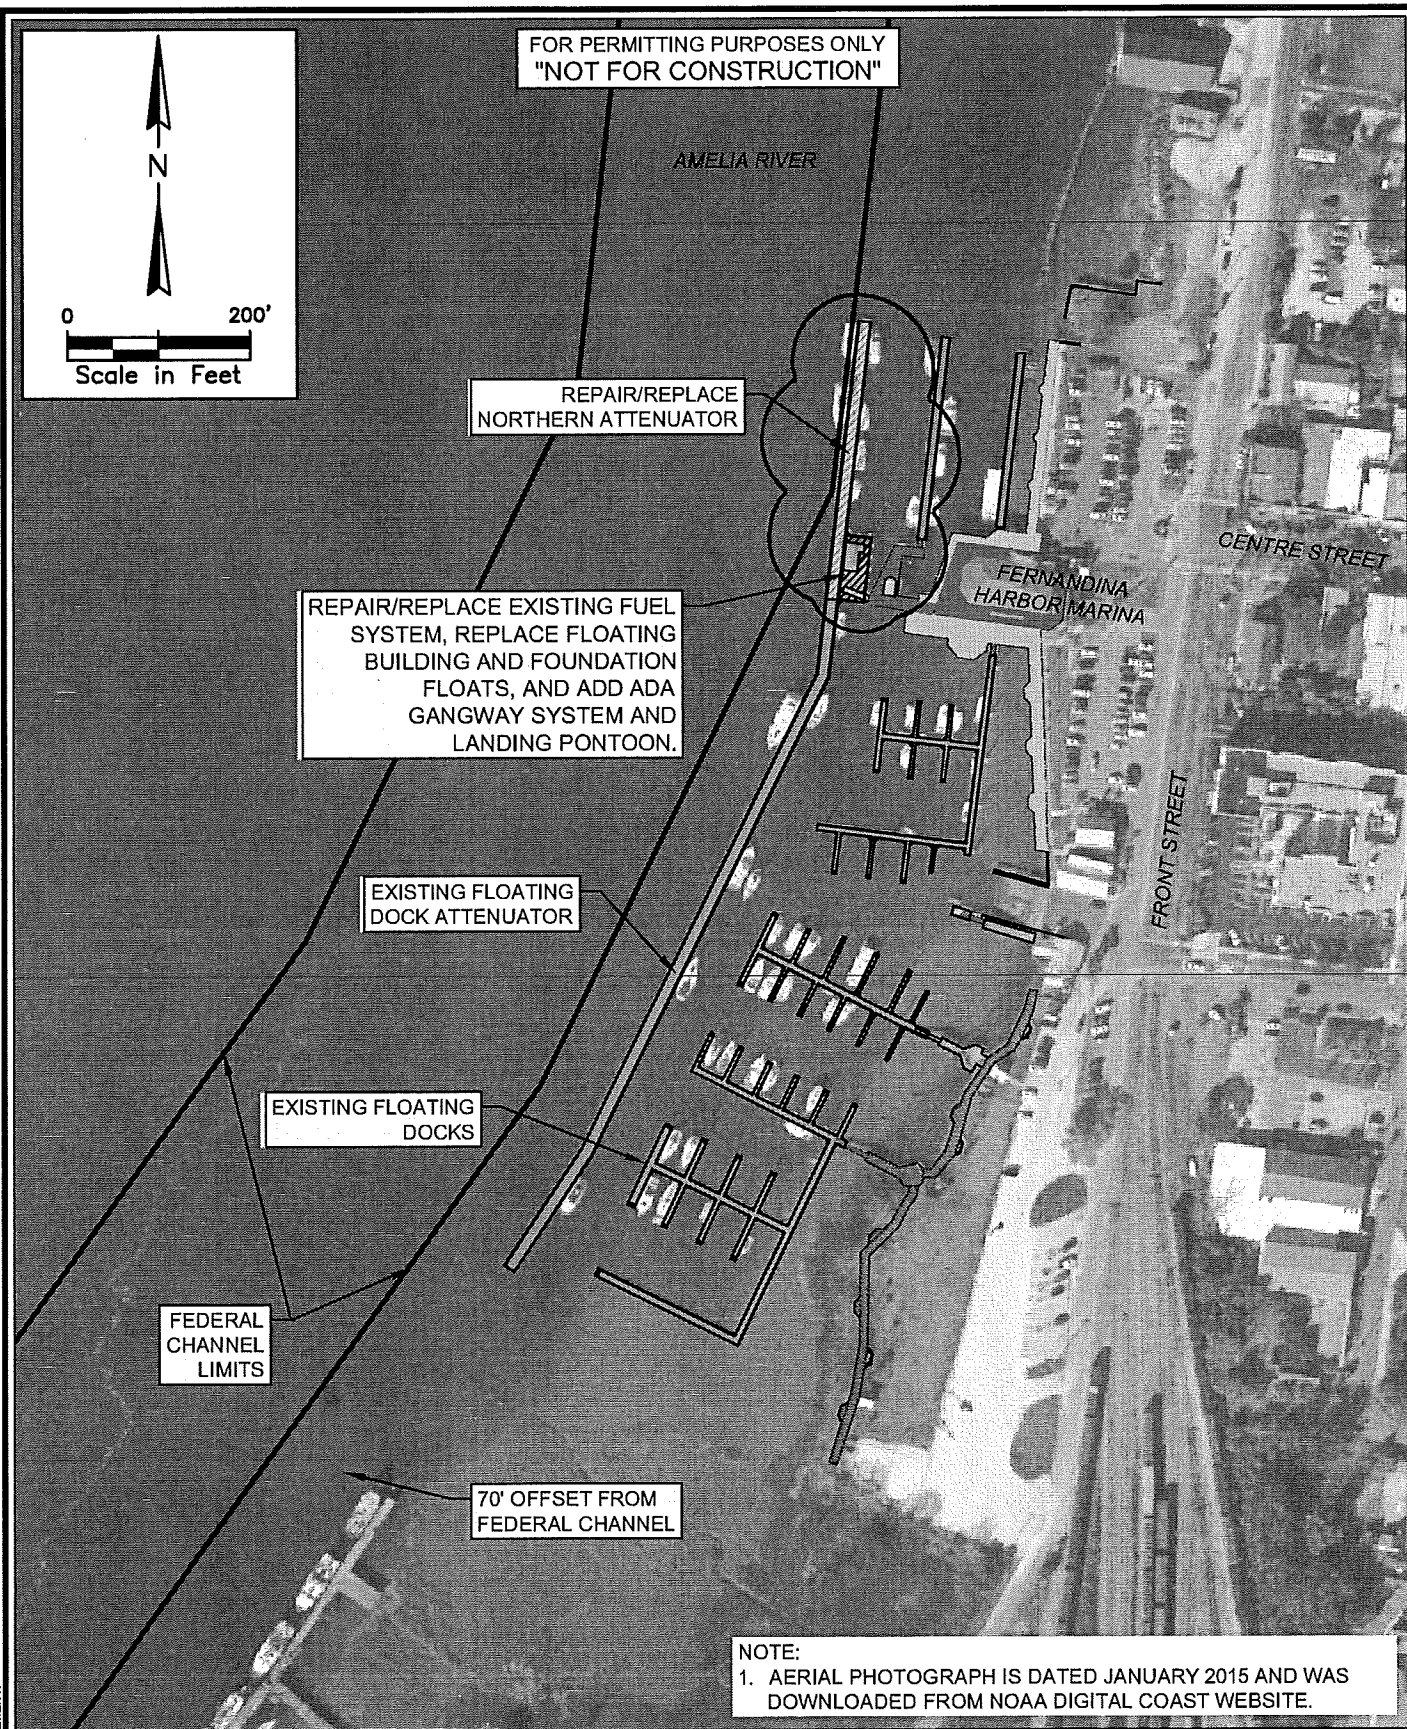 FOR PERMITTING PURPOSES ONLY
"NOT FOR CONSTRUCTION"
N
0 200'
Scale in Feet
AMELIA RIVER
REPAIR/REPLACE
NORTHERN ATTENUATOR
CENTRE STREET
FERNANDINA
HARBOR MARINA
REPAIR/REPLACE EXISTING FUEL
SYSTEM, REPLACE FLOATING
BUILDING AND FOUNDATION
FLOATS, AND ADD ADA
GANGWAY SYSTEM AND
LANDING PONTOON.
FRONT STREET
EXISTING FLOATING
DOCK ATTENUATOR
EXISTING FLOATING
DOCKS
FEDERAL
CHANNEL
LIMITS
70' OFFSET FROM
FEDERAL CHANNEL
NOTE:
1. AERIAL PHOTOGRAPH IS DATED JANUARY 2015 AND WAS
DOWNLOADED FROM NOAA DIGITAL COAST WEBSITE.